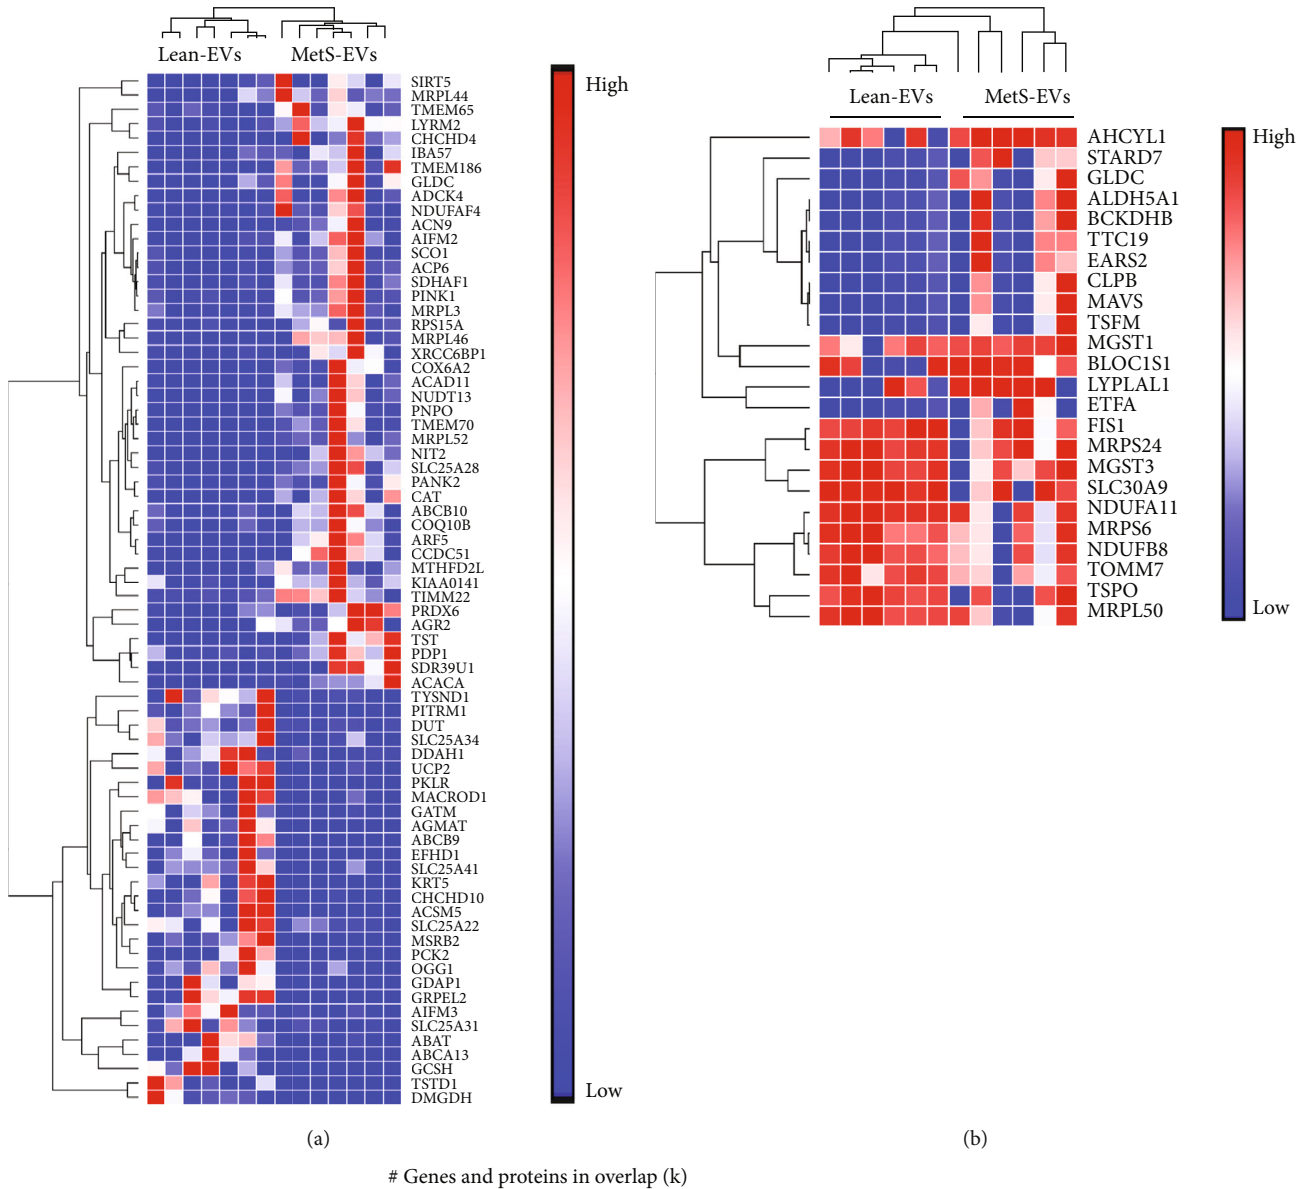 Lean-EVs
MetS-EVs
SIRT5
MRPL44
TMEM65
LYRM2
CHCHD4
IBA57
TMEM186
GLDC
ADCK4
NDUFAF4
ACN9
AIFM2
SCO1
ACP6
SDHAF1
PINK1
MRPL3
RPS15A
MRPL46
XRCC6BP1
COX6A2
ACAD11
NUDT13
PNPO
TMEM70
MRPL52
NIT2
SLC25A28
PANK2
CAT
ABCB10
COQ10B
ARF5
CCDC51
MTHFD2L
KIAA0141
TIMM22
PRDX6
AGR2
TST
PDP1
SDR39U1
ACACA
TYSND1
PITRM1
DUT
SLC25A34
DDAH1
UCP2
PKLR
MACROD1
GATM
AGMAT
ABCB9
EFHD1
SLC25A41
KRT5
CHCHD10
ACSM5
SLC25A22
MSRB2
PCK2
OGG1
GDAP1
GRPEL2
AIFM3
SLC25A31
ABAT
ABCA13
GCSH
TSTD1
DMGDH
High
Low
(a)
Lean-EVs
MetS-EVs
AHCYL1
STARD7
GLDC
ALDH5A1
BCKDHB
TTC19
EARS2
CLPB
MAVS
TSFM
MGST1
BLOC1S1
LYPLAL1
ETFA
FIS1
MRPS24
MGST3
SLC30A9
NDUFA11
MRPS6
NDUFB8
TOMM7
TSPO
MRPL50
High
Low
(b)
# Genes and proteins in overlap (k)